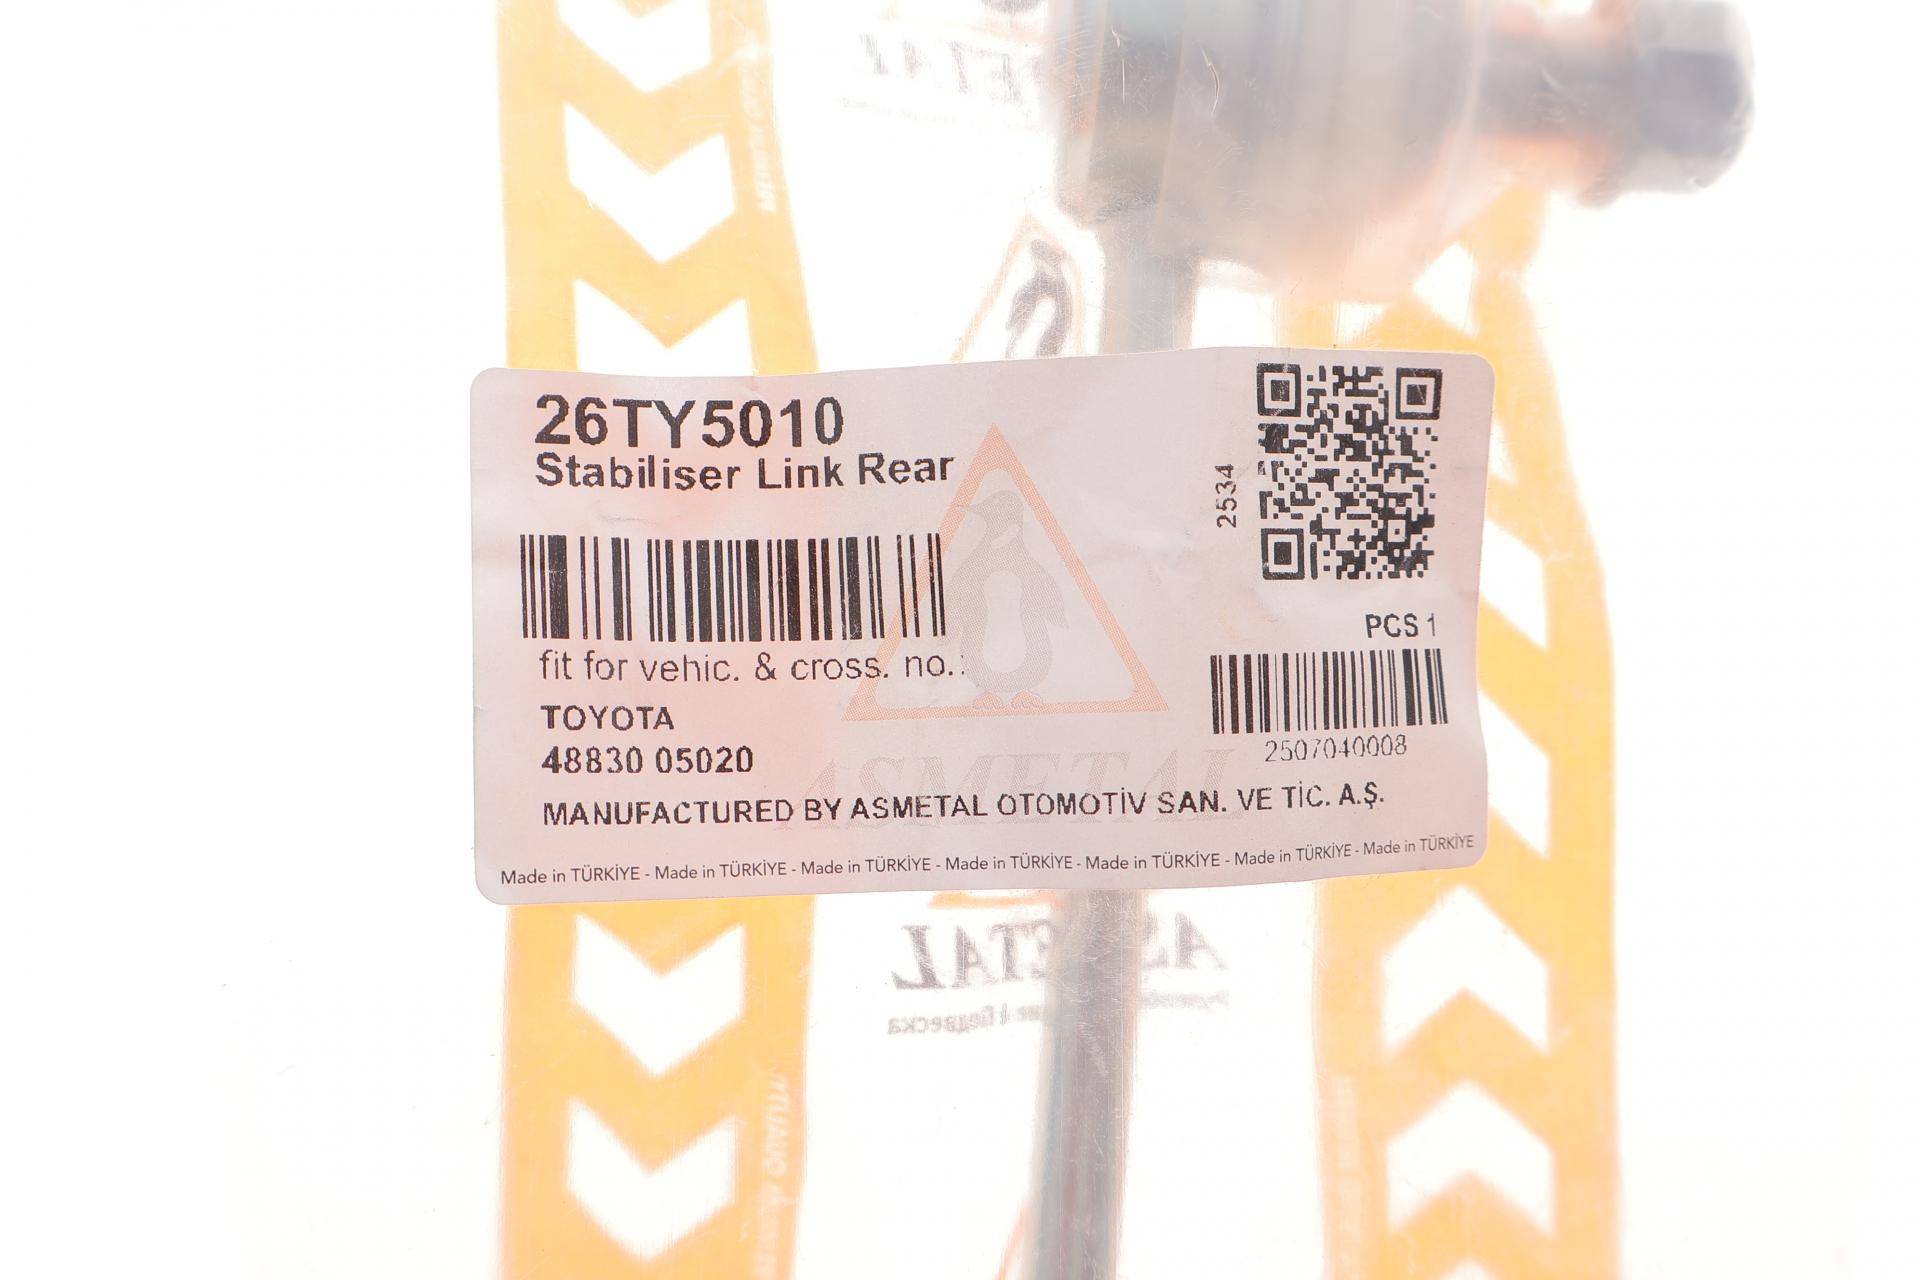 26TY5010
Stabiliser Link Rear
2534
fit for vehic. & cross. no.:
PCS 1
TOYOTA
48830 05020
2507040008
ASMETAL
MANUFACTURED BY ASMETAL OTOMOTİV SAN. VE TİC. A.Ş.
Made in TÜRKİYE - Made in TÜRKİYE - Made in TÜRKİYE - Made in TÜRKİYE - Made in TÜRKİYE - Made in TÜRKİYE - Made in TÜRKİYE